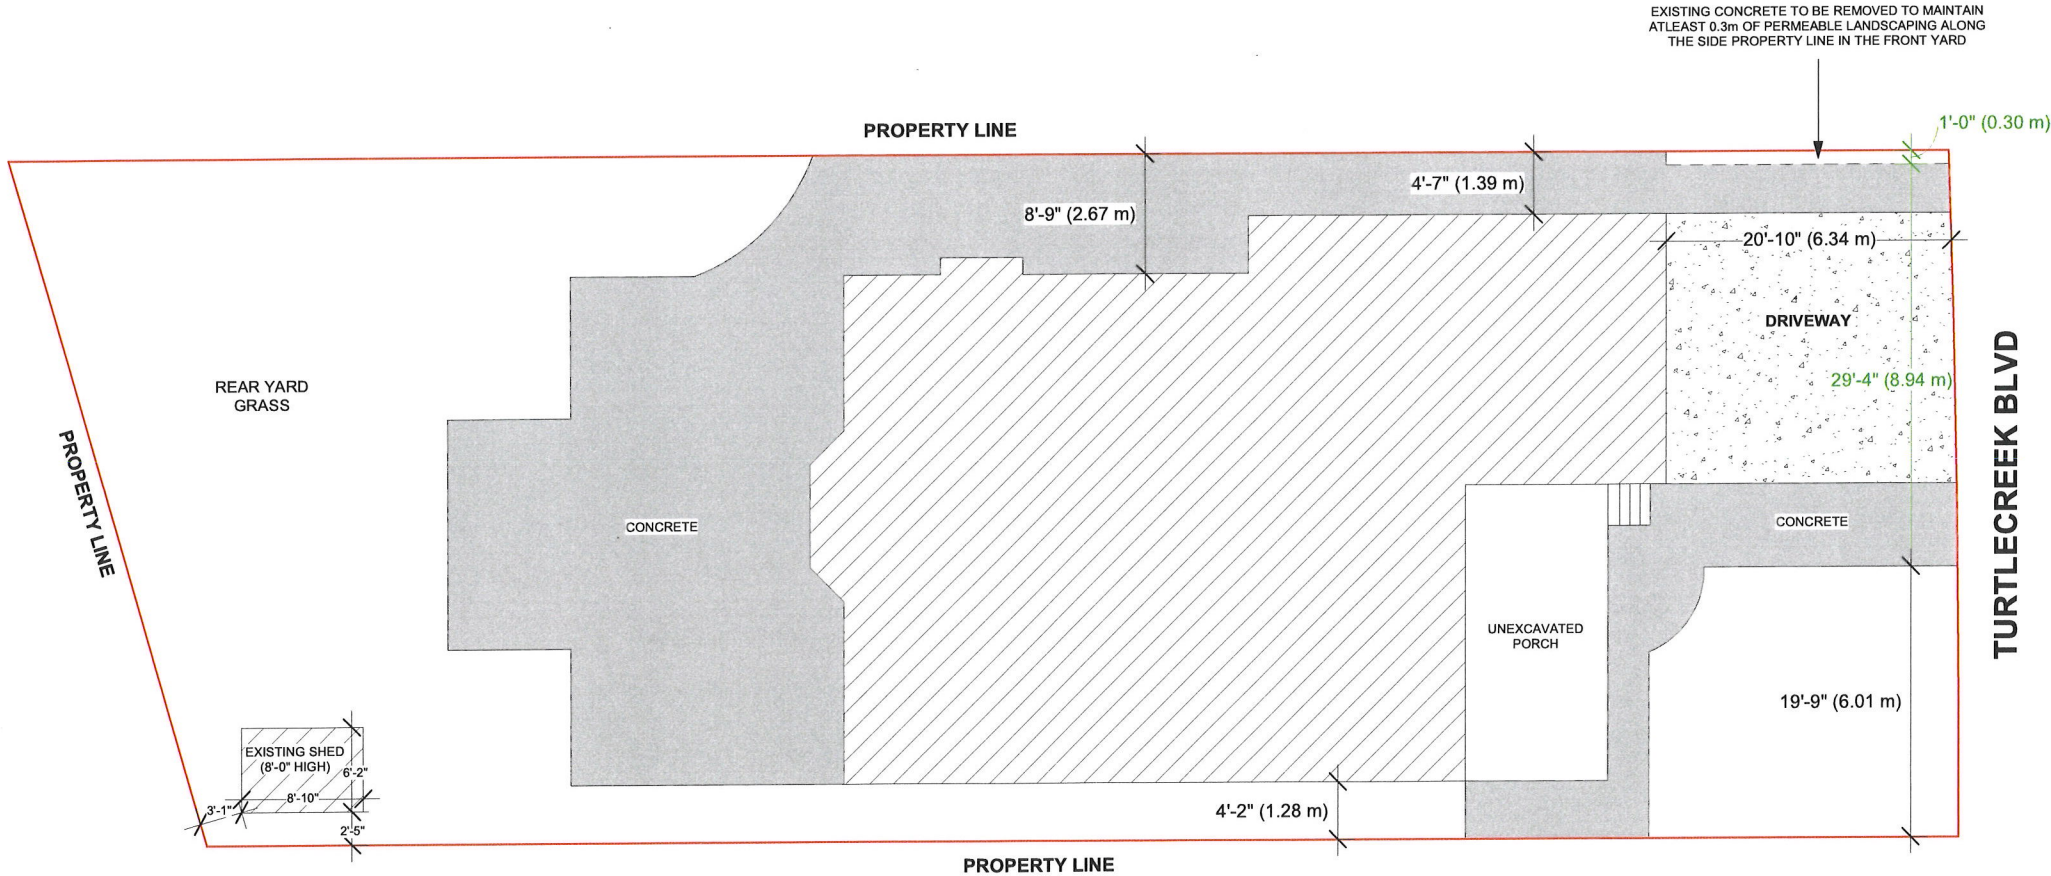 EXISTING CONCRETE TO BE REMOVED TO MAINTAIN
ATLEAST 0.3m OF PERMEABLE LANDSCAPING ALONG
THE SIDE PROPERTY LINE IN THE FRONT YARD
1'-0" (0.30 m)
PROPERTY LINE
4'-7" (1.39 m)
8'-9" (2.67 m)
20'-10" (6.34 m)
DRIVEWAY
29'-4" (8.94 m)
REAR YARD
GRASS
PROPERTY LINE
TURTLECREEK BLVD
CONCRETE
CONCRETE
UNEXCAVATED
PORCH
19'-9" (6.01 m)
EXISTING SHED
(8'-0" HIGH)
6'-2"
8'-10"
3'-1"
2'-5"
4'-2" (1.28 m)
PROPERTY LINE